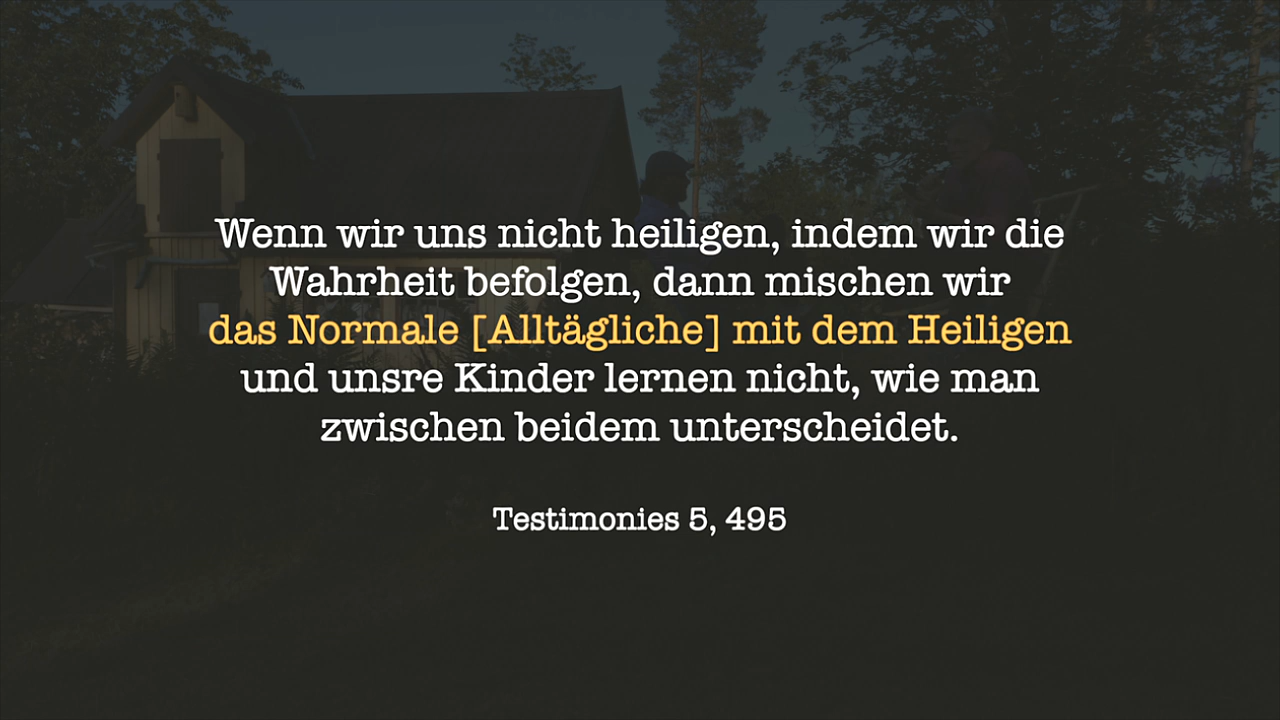 Wenn wir uns nicht heiligen, indem wir die
Wahrheit befolgen, dann mischen wir
das Normale [Alltägliche] mit dem Heiligen
und unsre Kinder lernen nicht, wie man
zwischen beidem unterscheidet.
Testimonies 5, 495